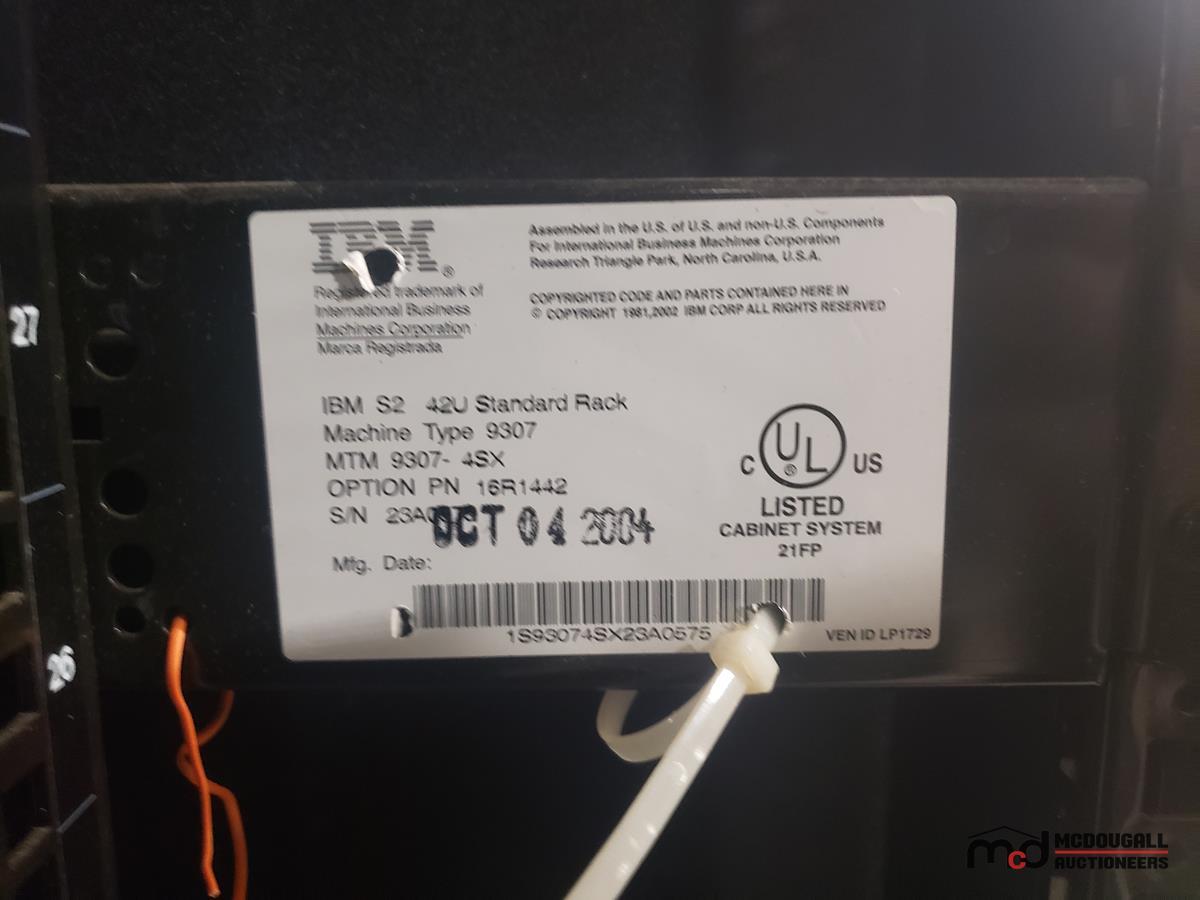 IBM®
Registered trademark of
International Business
Machines Corporation
Marca Registrada
Assembled in the U.S. of U.S. and non-U.S. Components
For International Business Machines Corporation
Research Triangle Park, North Carolina, U.S.A.
COPYRIGHTED CODE AND PARTS CONTAINED HERE IN
© COPYRIGHT 1981,2002 IBM CORP ALL RIGHTS RESERVED
IBM S2 42U Standard Rack
Machine Type 9307
MTM 9307- 4SX
OPTION PN 16R1442
S/N
OCT 04 2004
Mfg. Date:
C UL® US
LISTED
CABINET SYSTEM
21FP
1S93074SX23A0575
VEN ID LP1729
27
26
mcd MCDOUGALL
AUCTIONEERS